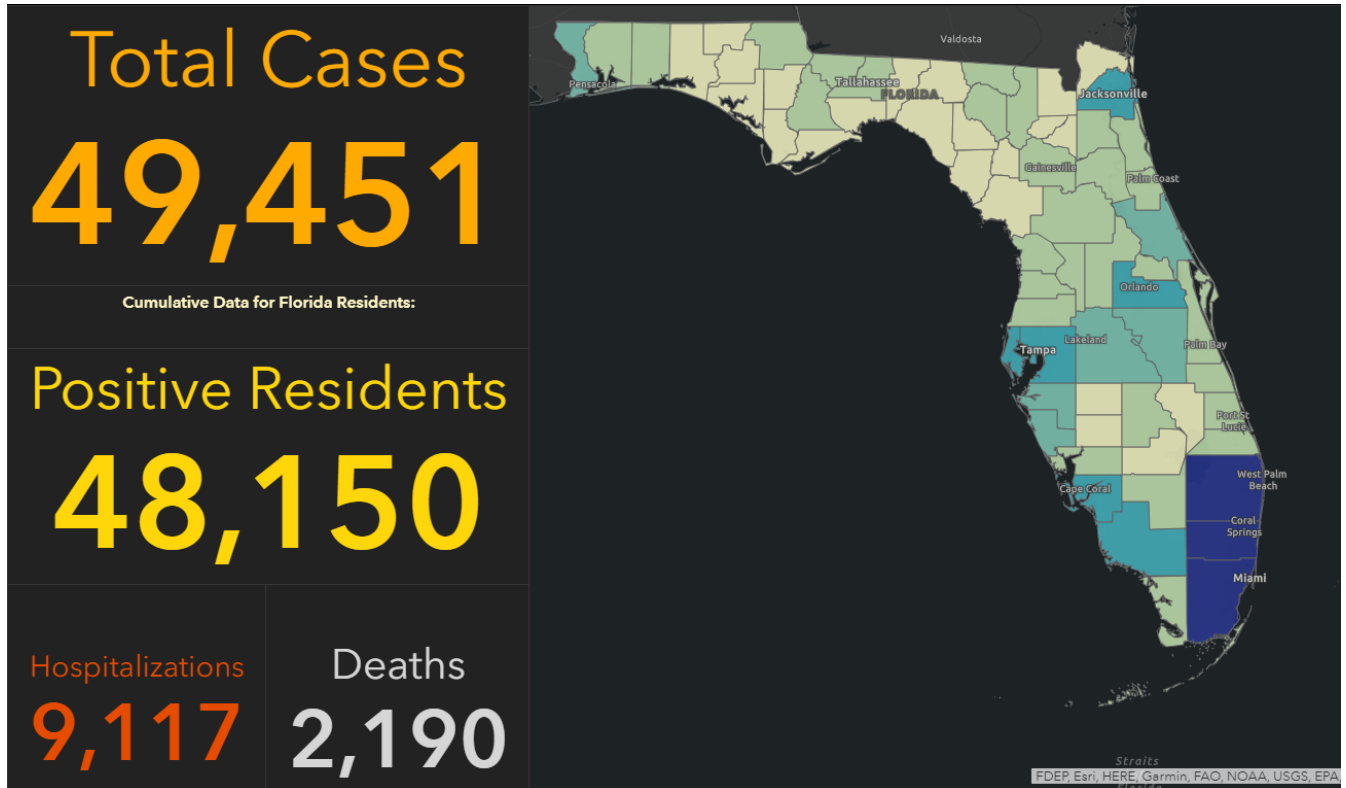 Total Cases
49,451
Cumulative Data for Florida Residents:
Positive Residents
48,150
Hospitalizations
9,117
Deaths
2,190
Valdosta
Pensacola
Tallahassee
FLORIDA
Jacksonville
Gainesville
Palm Coast
Orlando
Tampa
Lakeland
Palm Bay
Port St
Lucie
Cape Coral
West Palm
Beach
Coral
Springs
Miami
Straits
FDEP, Esri, HERE, Garmin, FAO, NOAA, USGS, EPA,
Florida